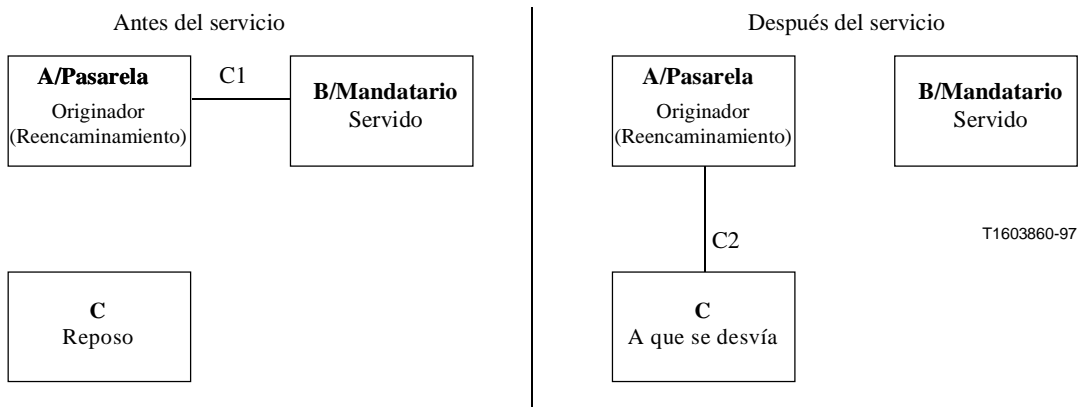 Antes del servicio
A/Pasarela
Originador
(Reencaminamiento)
C1
B/Mandatario
Servido
C
Reposo
Después del servicio
A/Pasarela
Originador
(Reencaminamiento)
B/Mandatario
Servido
C2
T1603860-97
C
A que se desvía